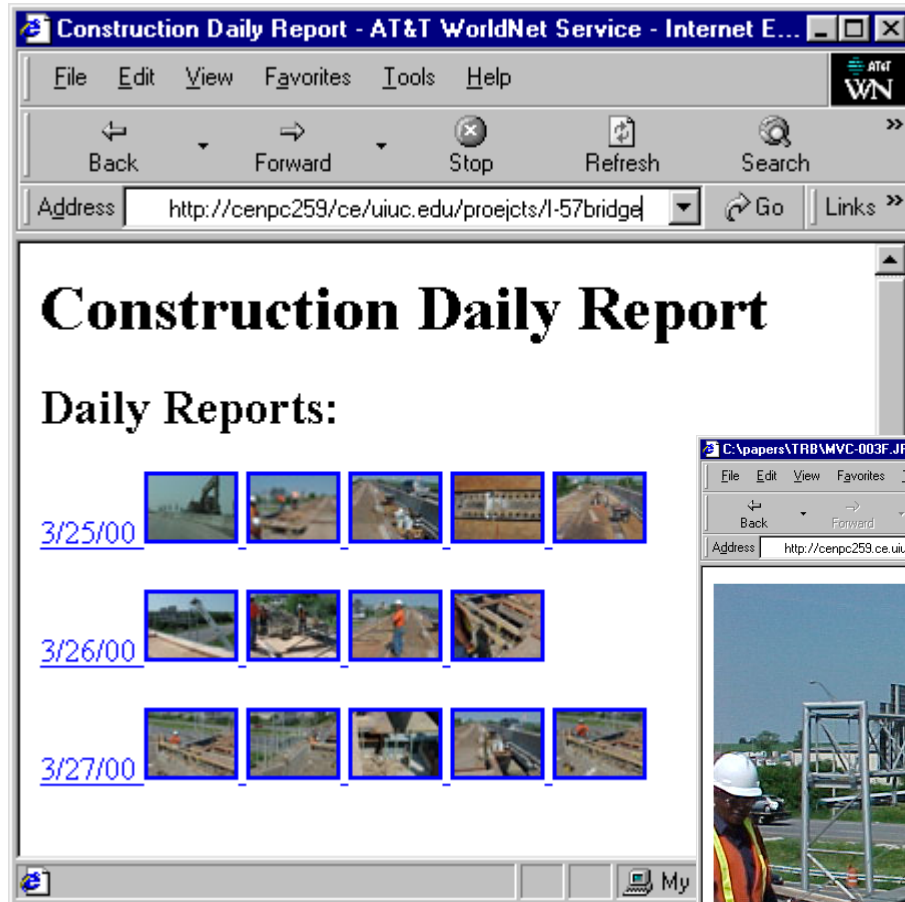 Construction Daily Report - AT&T WorldNet Service - Internet E...
File Edit View Favorites Tools Help
AT&T
WN
Back Forward Stop Refresh Search »
Address http://cenpc259/ce/uiuc.edu/proejcts/I-57bridge Go Links »
Construction Daily Report
Daily Reports:
3/25/00
3/26/00
3/27/00
My
C:\papers\TRB\MVC-003F.JP
File Edit View Favorites
Back Forward
Address http://cenpc259.ce.uiu